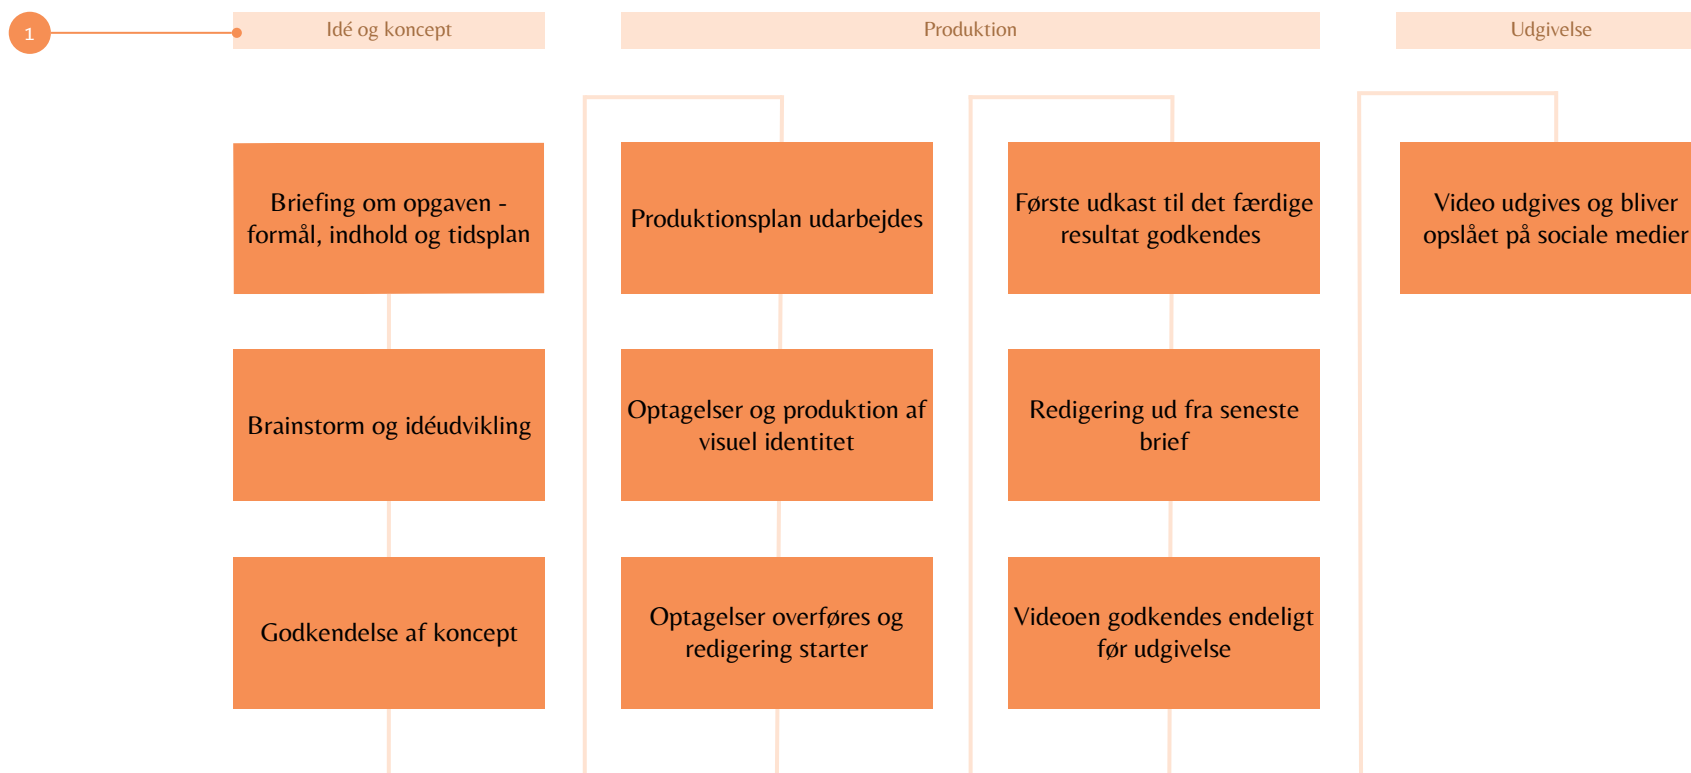 1
Idé og koncept
Produktion
Udgivelse
Briefing om opgaven -
formål, indhold og tidsplan
Brainstorm og idéudvikling
Godkendelse af koncept
Produktionsplan udarbejdes
Optagelser og produktion af
visuel identitet
Optagelser overføres og
redigering starter
Første udkast til det færdige
resultat godkendes
Redigering ud fra seneste
brief
Videoen godkendes endeligt
før udgivelse
Video udgives og bliver
opslået på sociale medier